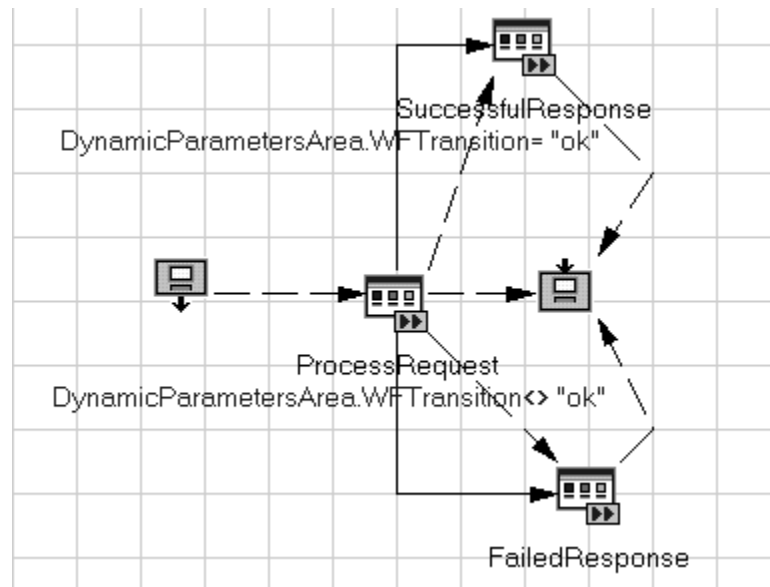 SuccessfulResponse
DynamicParametersArea.WFTransition= "ok"
ProcessRequest
DynamicParametersArea.WFTransition<> "ok"
FailedResponse